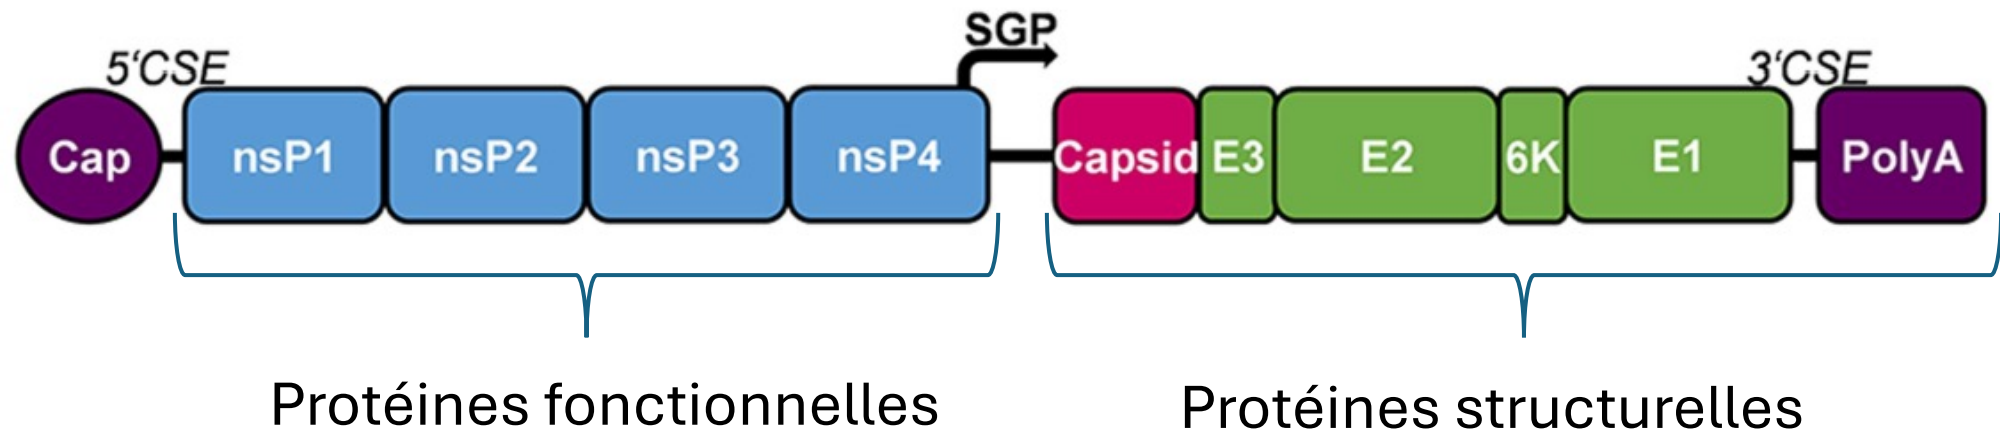 5‘CSE
SGP
3‘CSE
Cap
nsP1
nsP2
nsP3
nsP4
Capsid
E3
E2
6K
E1
PolyA
Protéines fonctionnelles
Protéines structurelles